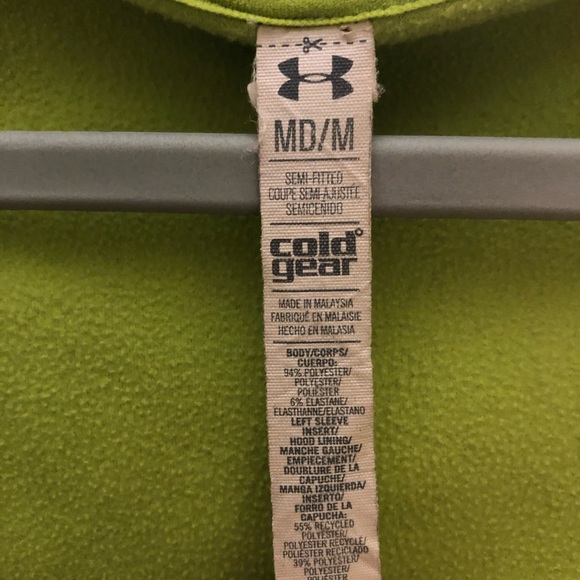 MD/M
SEMI-FITTED
COUPE SEMI-AJUSTÉE
SEMICENIDO
cold
gear
MADE IN MALAYSIA
FABRIQUÉ EN MALAISIE
HECHO EN MALASIA
BODY/CORPS/
CUERPO:
94% POLYESTER/
POLYESTER/
POLIÉSTER
6% ELASTANE/
ELASTHANNE/ELASTANO
LEFT SLEEVE
INSERT/
HOOD LINING/
MANCHE GAUCHE/
EMPIECEMENT/
DOUBLURE DE LA
CAPUCHE/
MANGA IZQUIERDA/
INSERTO/
FORRO DE LA
CAPUCHA:
55% RECYCLED
POLYESTER/
POLYESTER RECYCLÉ/
POLIÉSTER RECICLADO
39% POLYESTER/
POLYESTER/